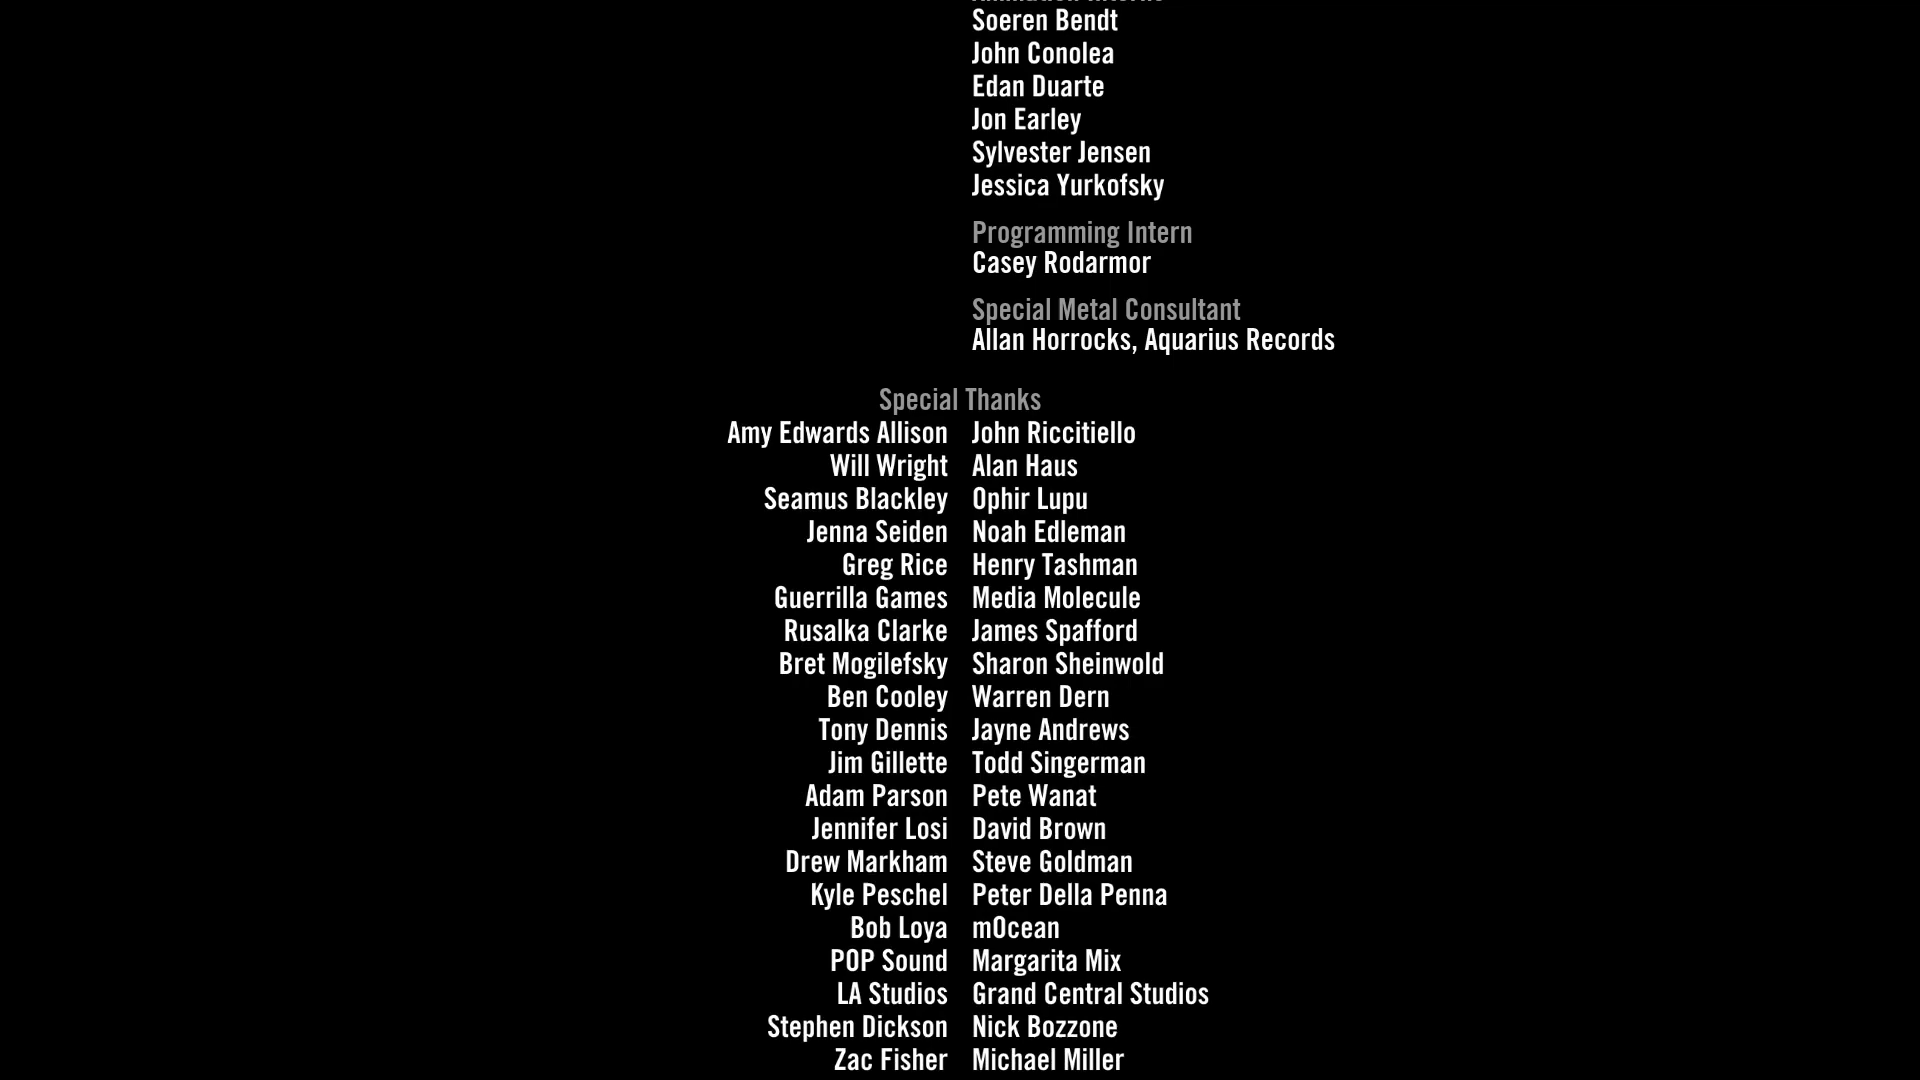 Soeren Bendt
John Conolea
Edan Duarte
Jon Earley
Sylvester Jensen
Jessica Yurkofsky
Programming Intern
Casey Rodarmor
Special Metal Consultant
Allan Horrocks, Aquarius Records
Special Thanks
Amy Edwards Allison John Riccitiello
Will Wright Alan Haus
Seamus Blackley Ophir Lupu
Jenna Seiden Noah Edleman
Greg Rice Henry Tashman
Guerrilla Games Media Molecule
Rusalka Clarke James Spafford
Bret Mogilefsky Sharon Sheinwold
Ben Cooley Warren Dern
Tony Dennis Jayne Andrews
Jim Gillette Todd Singerman
Adam Parson Pete Wanat
Jennifer Losi David Brown
Drew Markham Steve Goldman
Kyle Peschel Peter Della Penna
Bob Loya mOcean
POP Sound Margarita Mix
LA Studios Grand Central Studios
Stephen Dickson Nick Bozzone
Zac Fisher Michael Miller